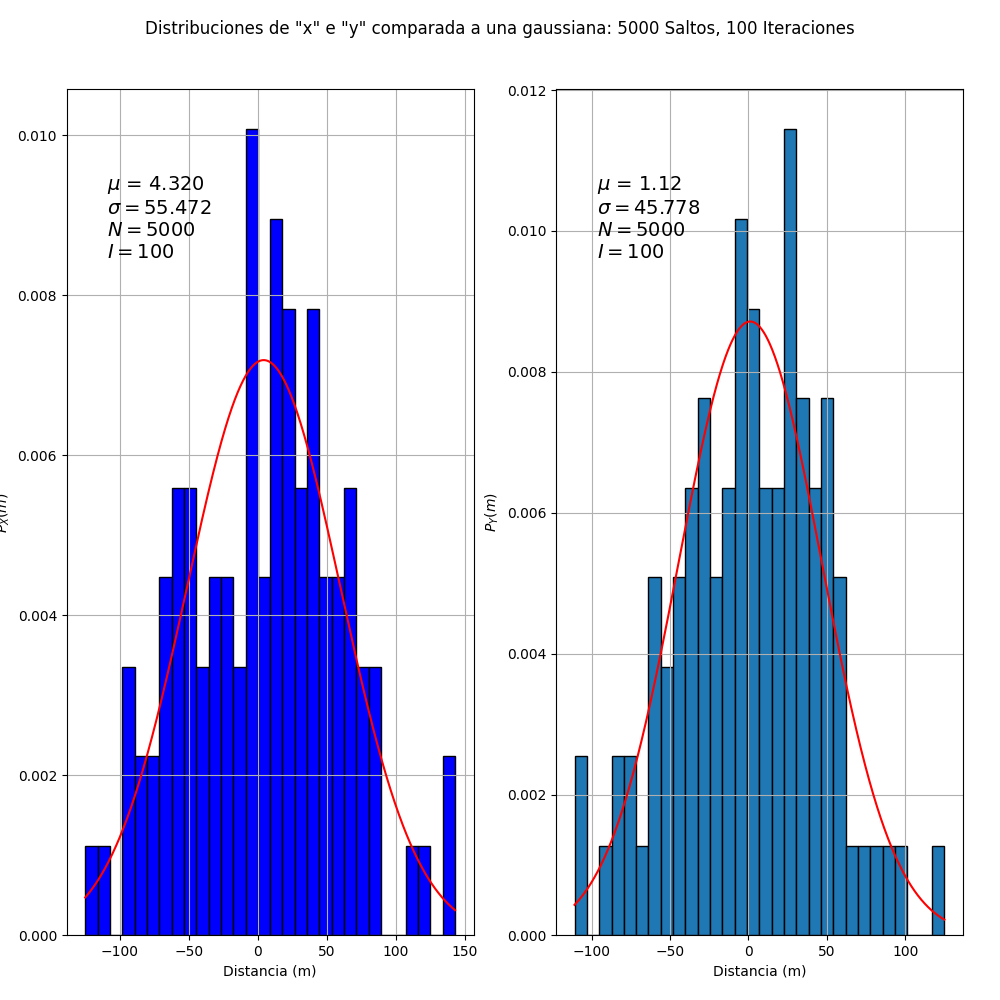 Distribuciones de "x" e "y" comparada a una gaussiana: 5000 Saltos, 100 Iteraciones
0.010
0.008
0.006
0.004
0.002
0.000
μ = 4.320
σ = 55.472
N = 5000
I = 100
−100
−50
0
50
100
150
Distancia (m)
P_X(m)
0.012
0.010
0.008
0.006
0.004
0.002
0.000
μ = 1.12
σ = 45.778
N = 5000
I = 100
−100
−50
0
50
100
Distancia (m)
P_Y(m)